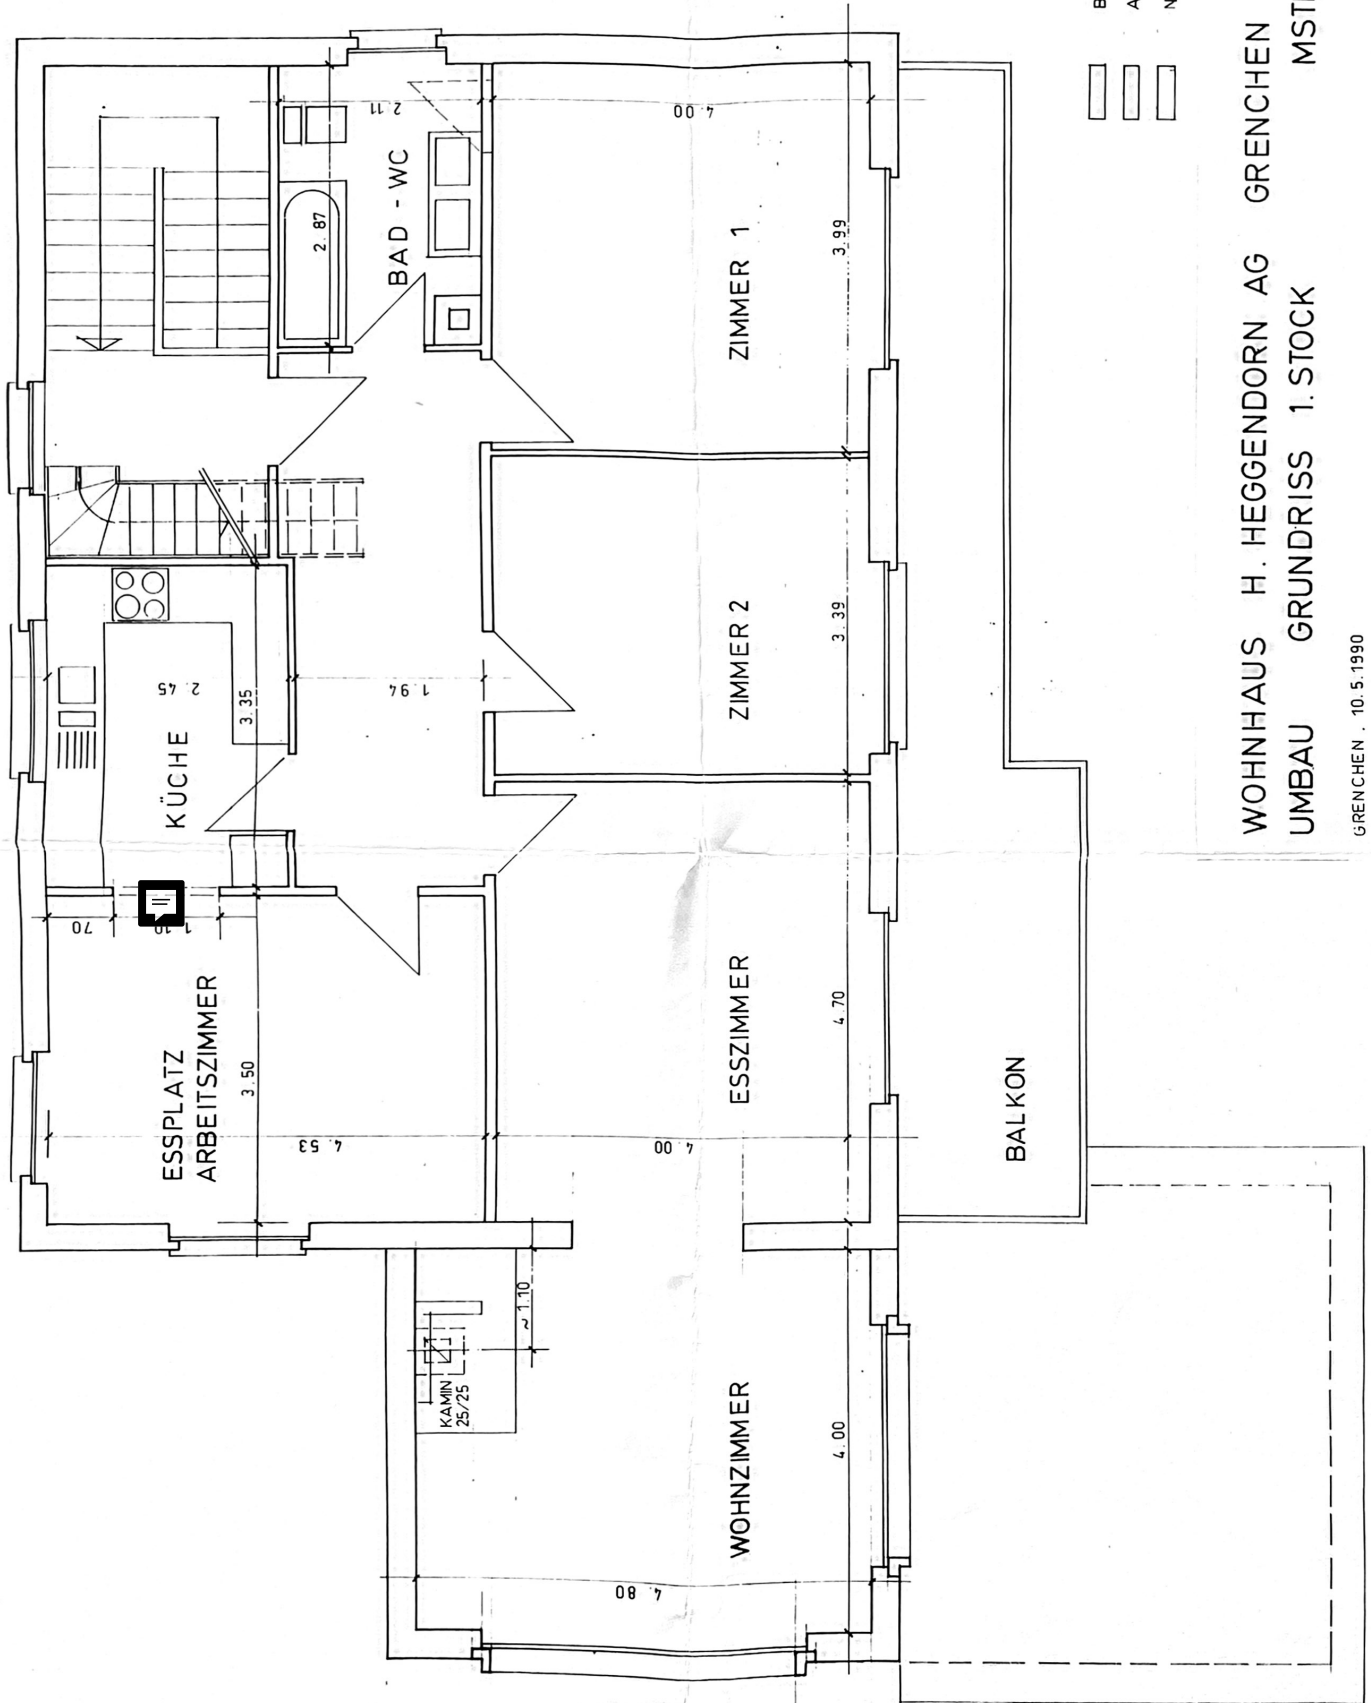 BAD - WC
2.11
2.87
4.00
ZIMMER 1
3.99
ZIMMER 2
3.39
KÜCHE
2.45
3.35
1.94
70
ESSPLATZ
ARBEITSZIMMER
3.50
4.53
ESSZIMMER
4.70
4.00
BALKON
KAMIN
25/25
~1.10
WOHNZIMMER
4.00
4.80
WOHNHAUS H. HEGGENDORN AG GRENCHEN
UMBAU GRUNDRISS 1. STOCK
GRENCHEN . 10.5.1990
B
A
N